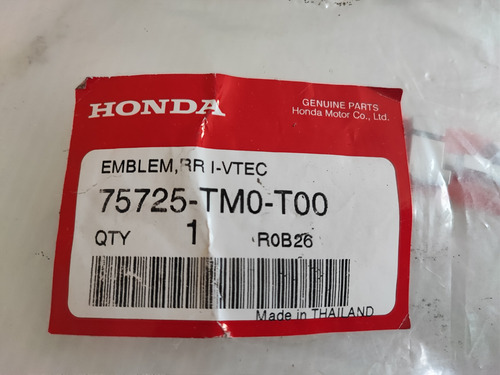 HONDA
GENUINE PARTS
Honda Motor Co., Ltd.
EMBLEM,RR I-VTEC
75725-TM0-T00
QTY 1 R0B26
Made in THAILAND